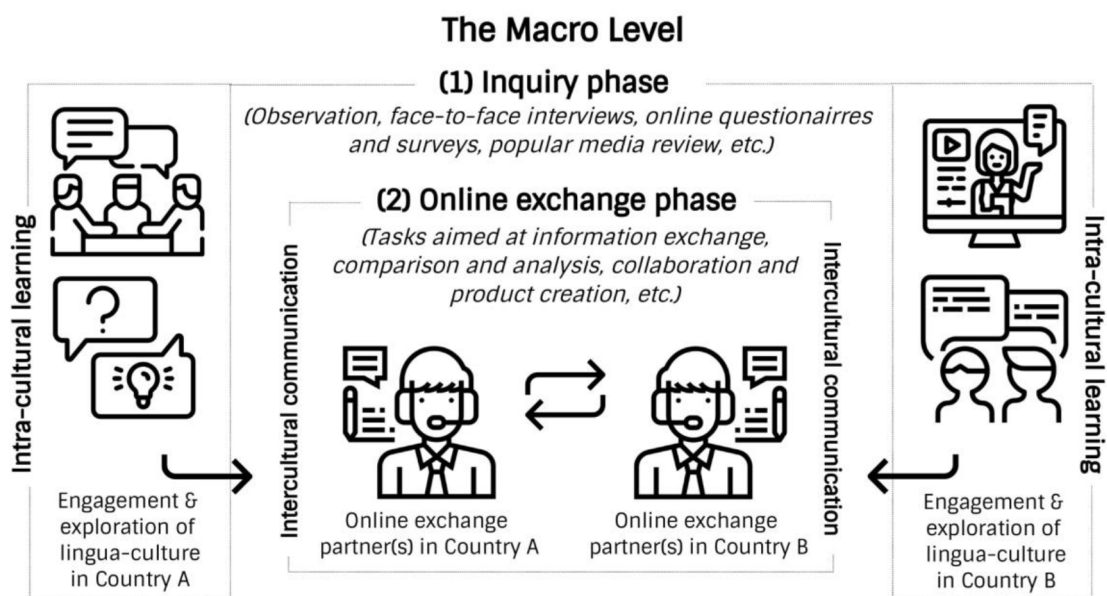 The Macro Level
(1) Inquiry phase
(Observation, face-to-face interviews, online questionairres
and surveys, popular media review, etc.)
(2) Online exchange phase
(Tasks aimed at information exchange,
comparison and analysis, collaboration and
product creation, etc.)
Intra-cultural learning
Intercultural communication
Intercultural communication
Intra-cultural learning
Engagement &
exploration of
lingua-culture
in Country A
Online exchange
partner(s) in Country A
Online exchange
partner(s) in Country B
Engagement &
exploration of
lingua-culture
in Country B